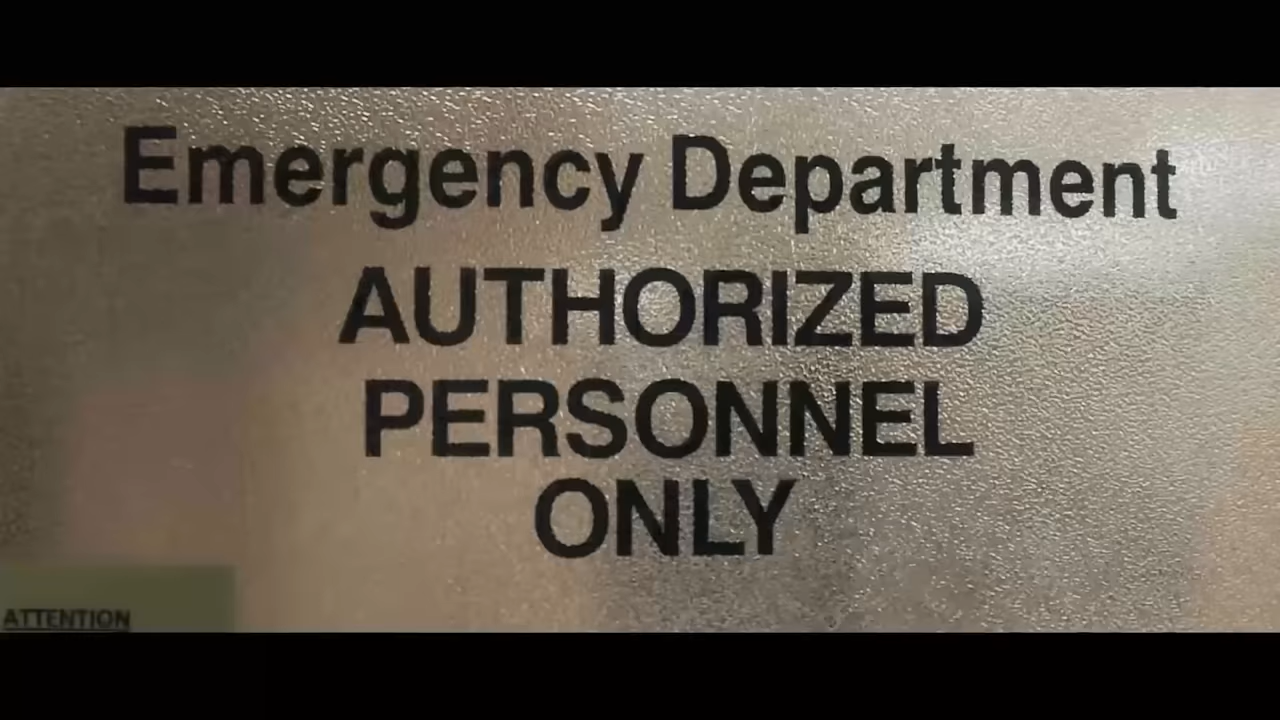 Emergency Department
AUTHORIZED
PERSONNEL
ONLY
ATTENTION